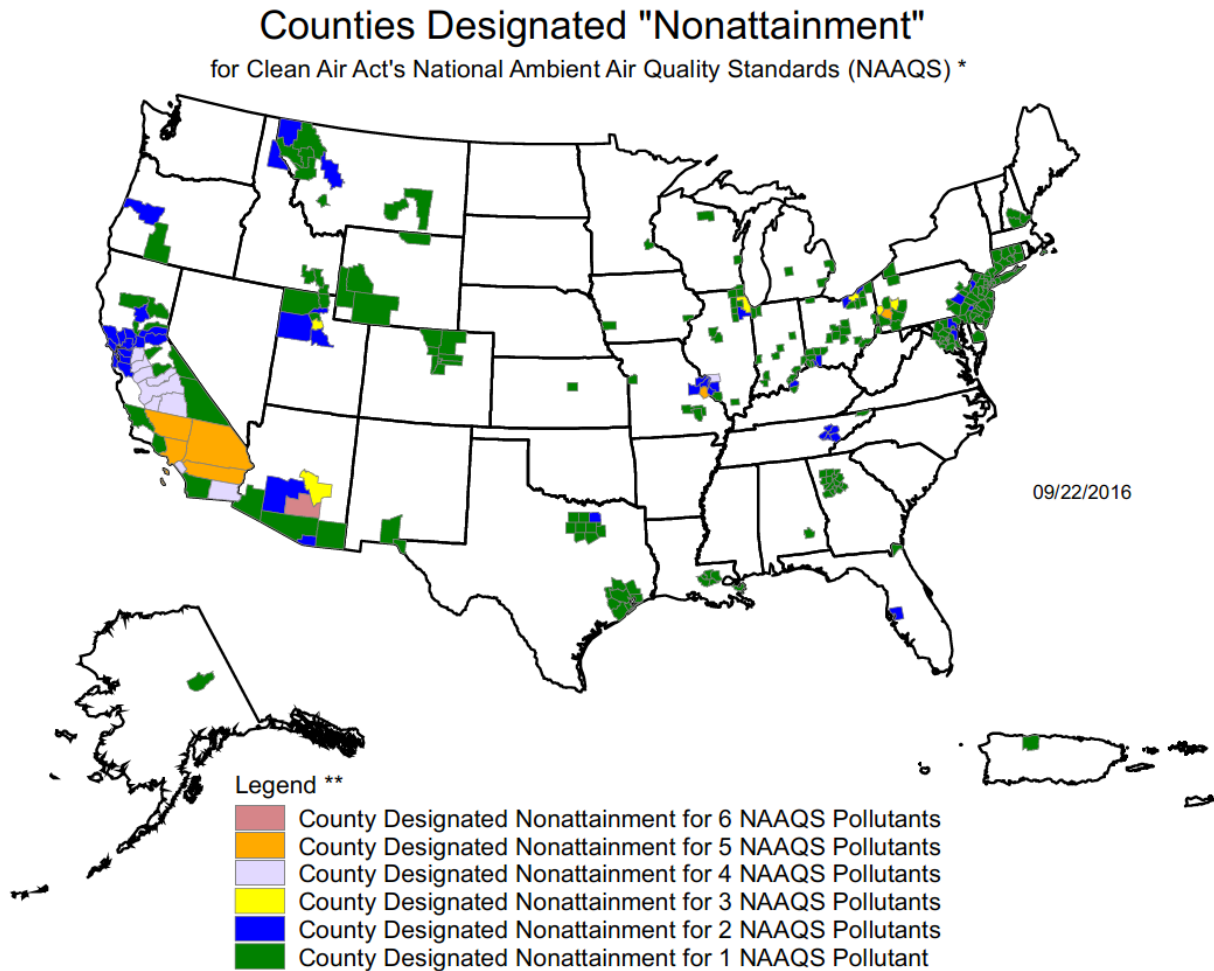 Counties Designated "Nonattainment"
for Clean Air Act's National Ambient Air Quality Standards (NAAQS) *
09/22/2016
Legend **
County Designated Nonattainment for 6 NAAQS Pollutants
County Designated Nonattainment for 5 NAAQS Pollutants
County Designated Nonattainment for 4 NAAQS Pollutants
County Designated Nonattainment for 3 NAAQS Pollutants
County Designated Nonattainment for 2 NAAQS Pollutants
County Designated Nonattainment for 1 NAAQS Pollutant